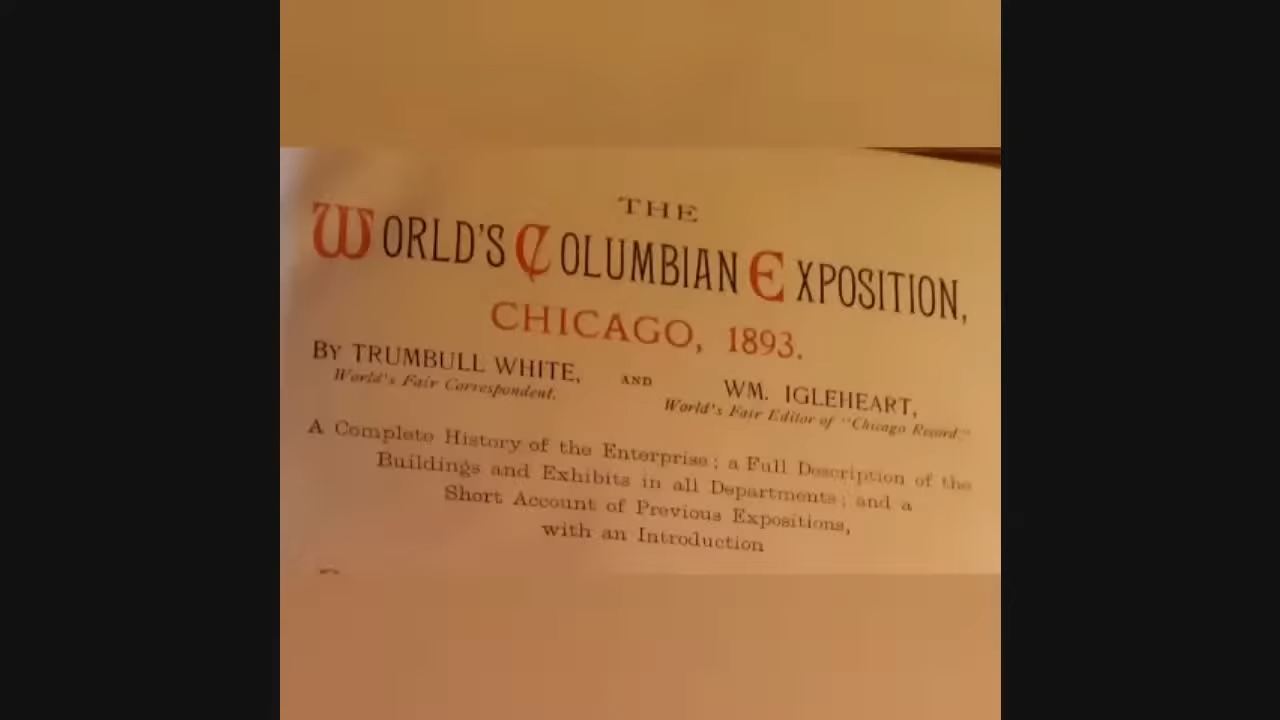 THE
WORLD'S COLUMBIAN EXPOSITION,
CHICAGO, 1893.
BY TRUMBULL WHITE, AND WM. IGLEHEART,
World's Fair Correspondent. World's Fair Editor of "Chicago Record."
A Complete History of the Enterprise; a Full Description of the
Buildings and Exhibits in all Departments; and a
Short Account of Previous Expositions,
with an Introduction